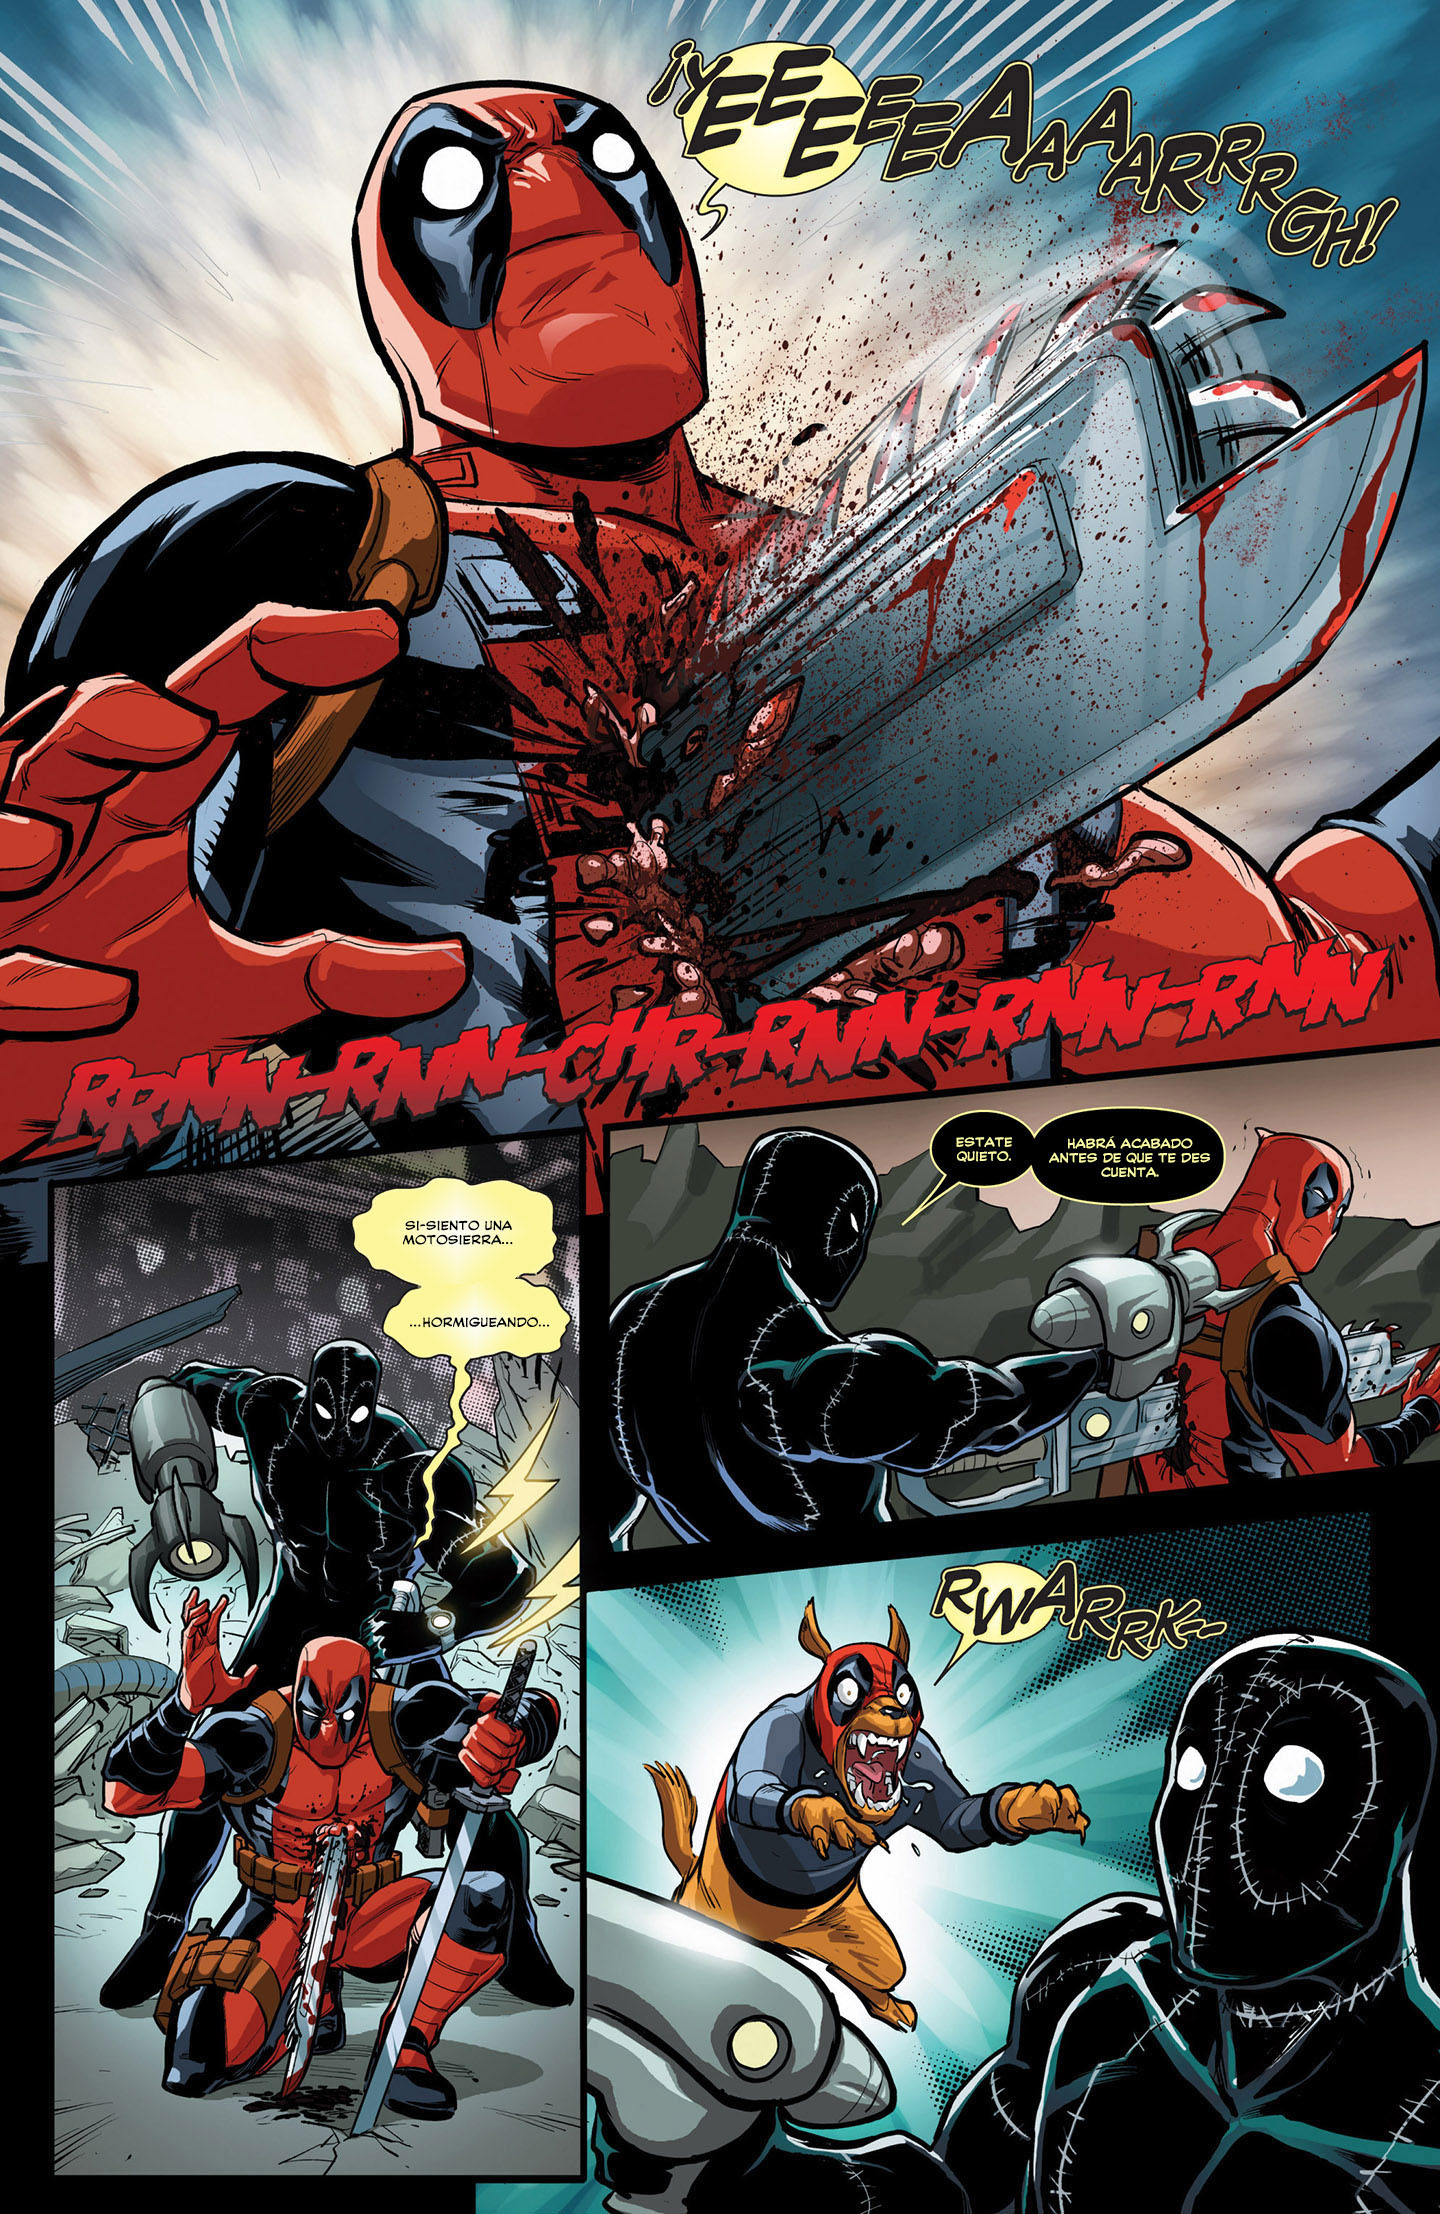 ¡YEEEEEEAAAAARRRRGH!
RRNN-RNN-CHR-RNN-RNN-RNN
SI-SIENTO UNA
MOTOSIERRA...
...HORMIGUEANDO...
ESTATE
QUIETO.
HABRÁ ACABADO
ANTES DE QUE TE DES
CUENTA.
RWARRK--